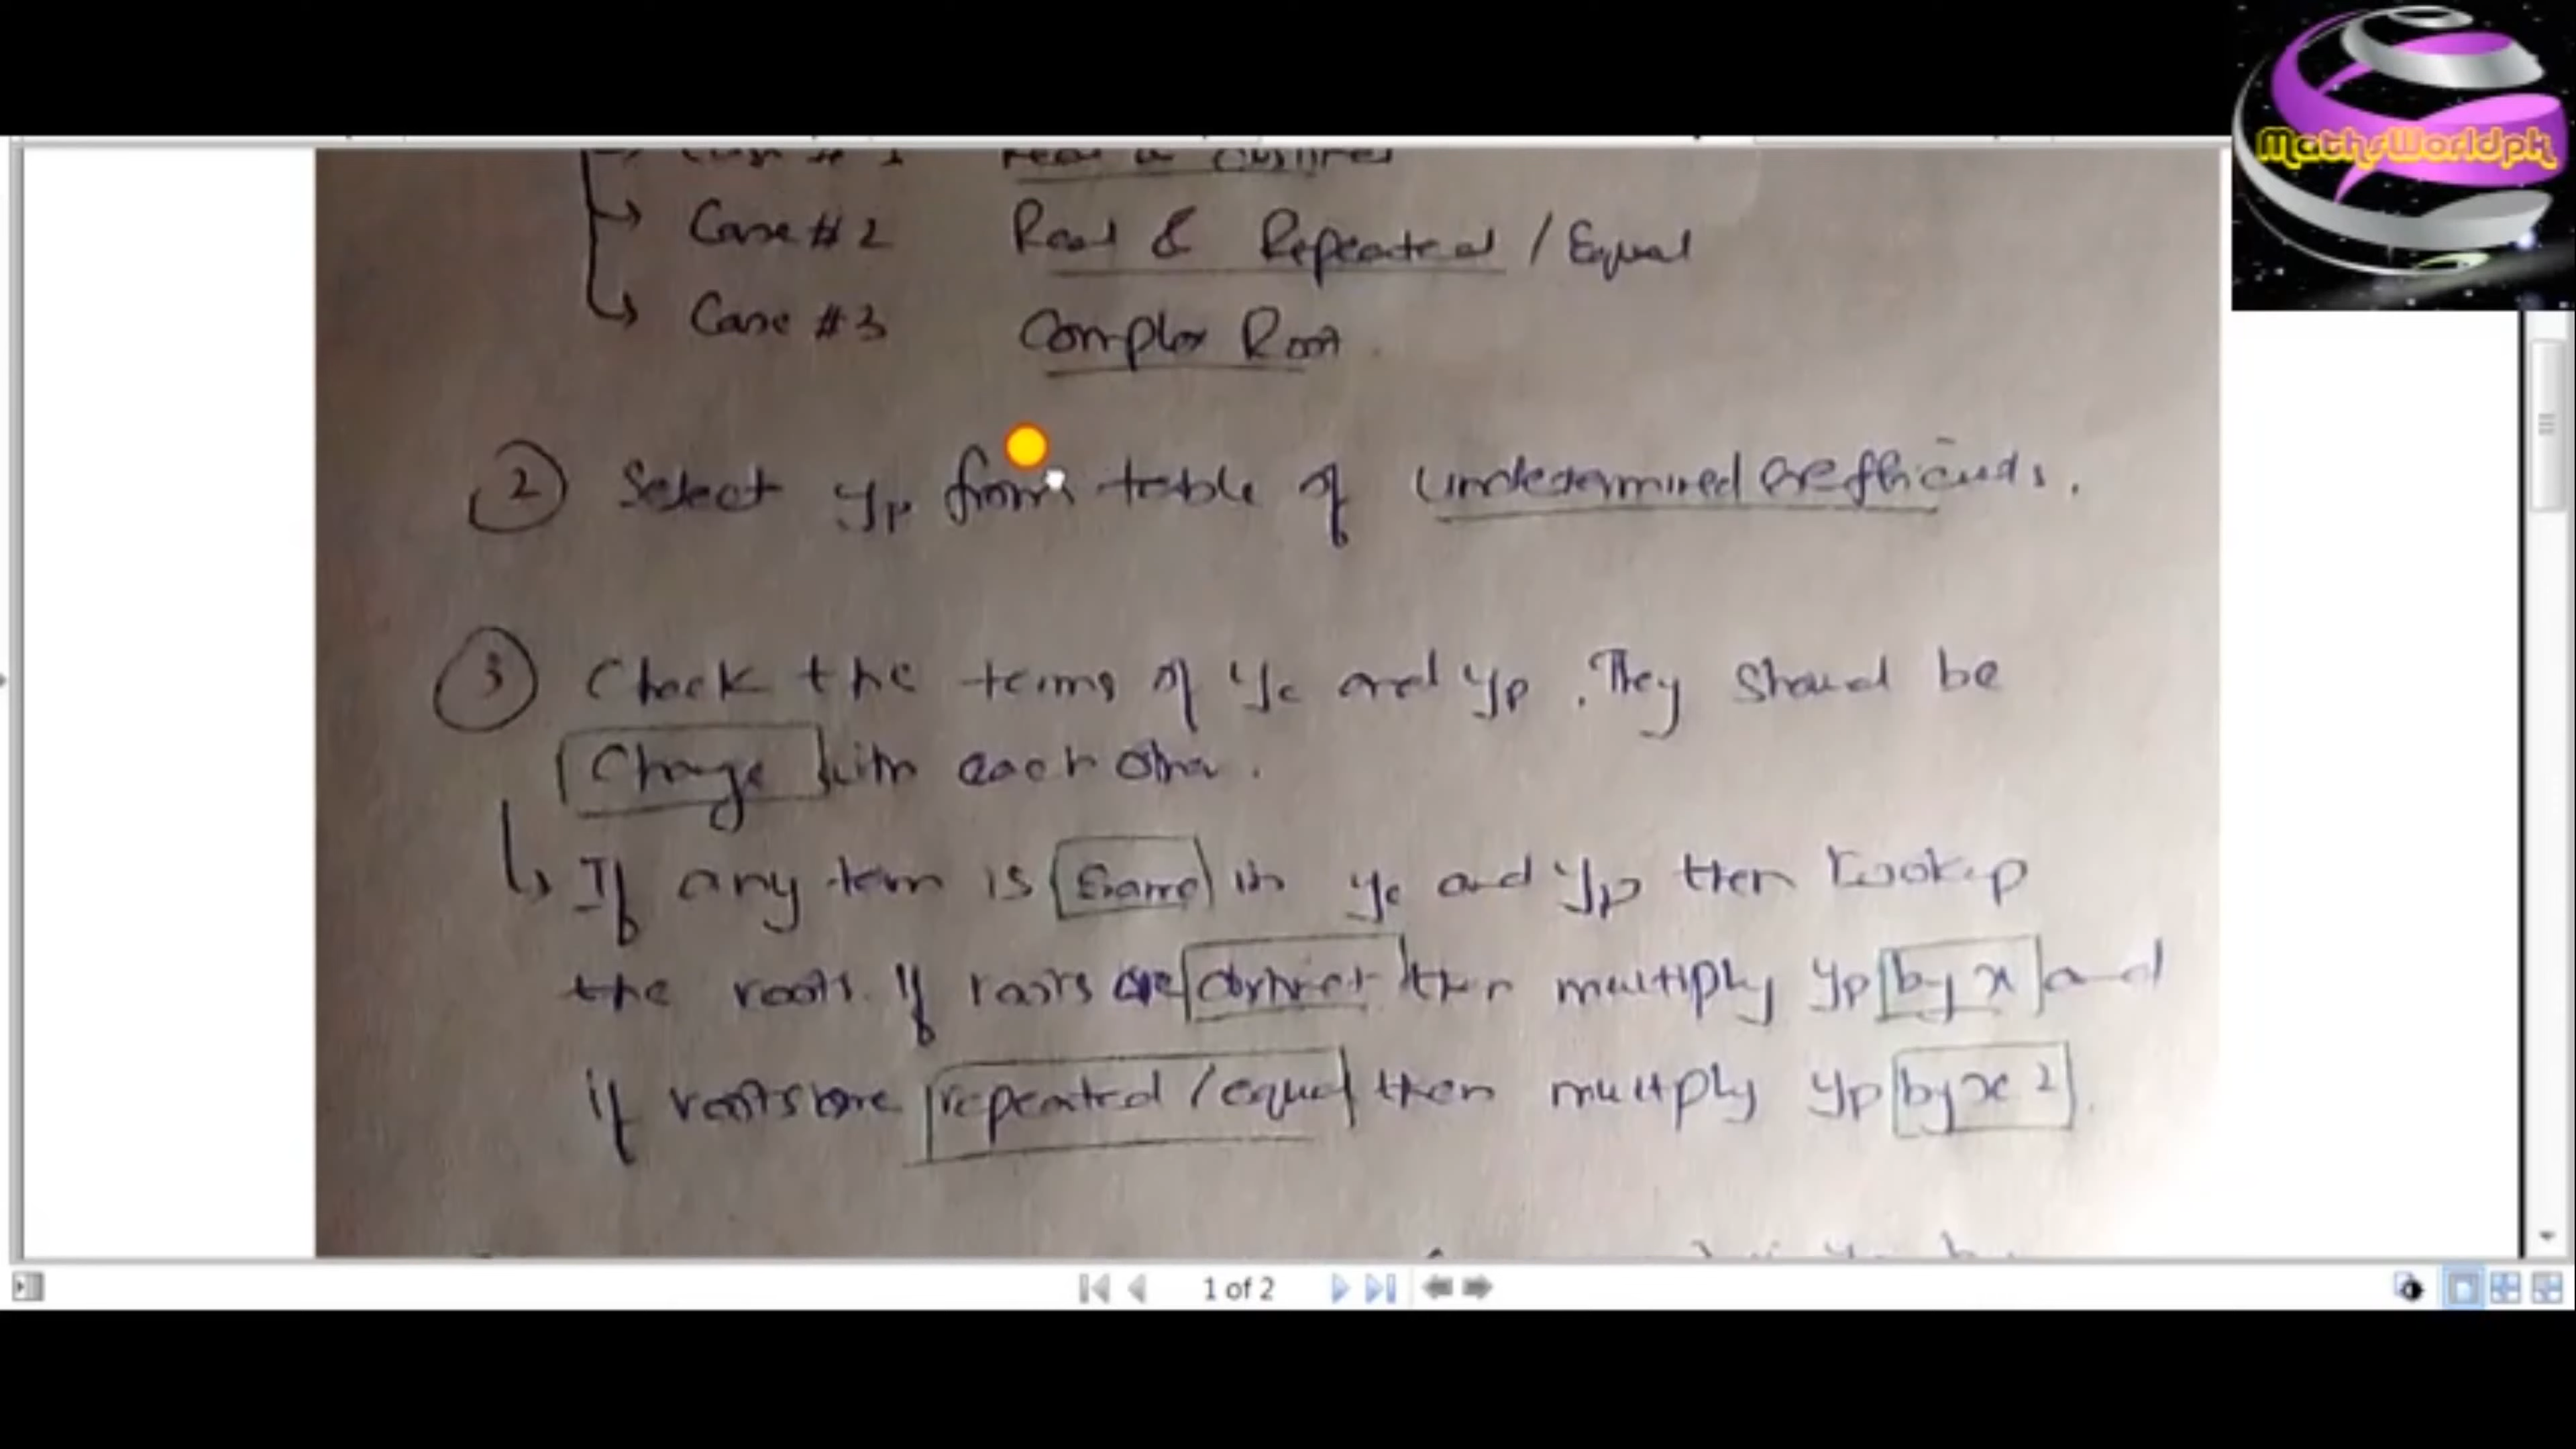 MathsWorldpk
Case # 2 Real & Repeated / Equal
Case # 3 Complex Root
② Select yp from table of undetermined coefficients.
③ Check the terms of yc and yp. They should be
Change with each other.
If any term is Same in yc and yp then Lookup
the roots. If roots are distinct then multiply yp by x and
if roots are repeated / equal then multiply yp by x²
1 of 2